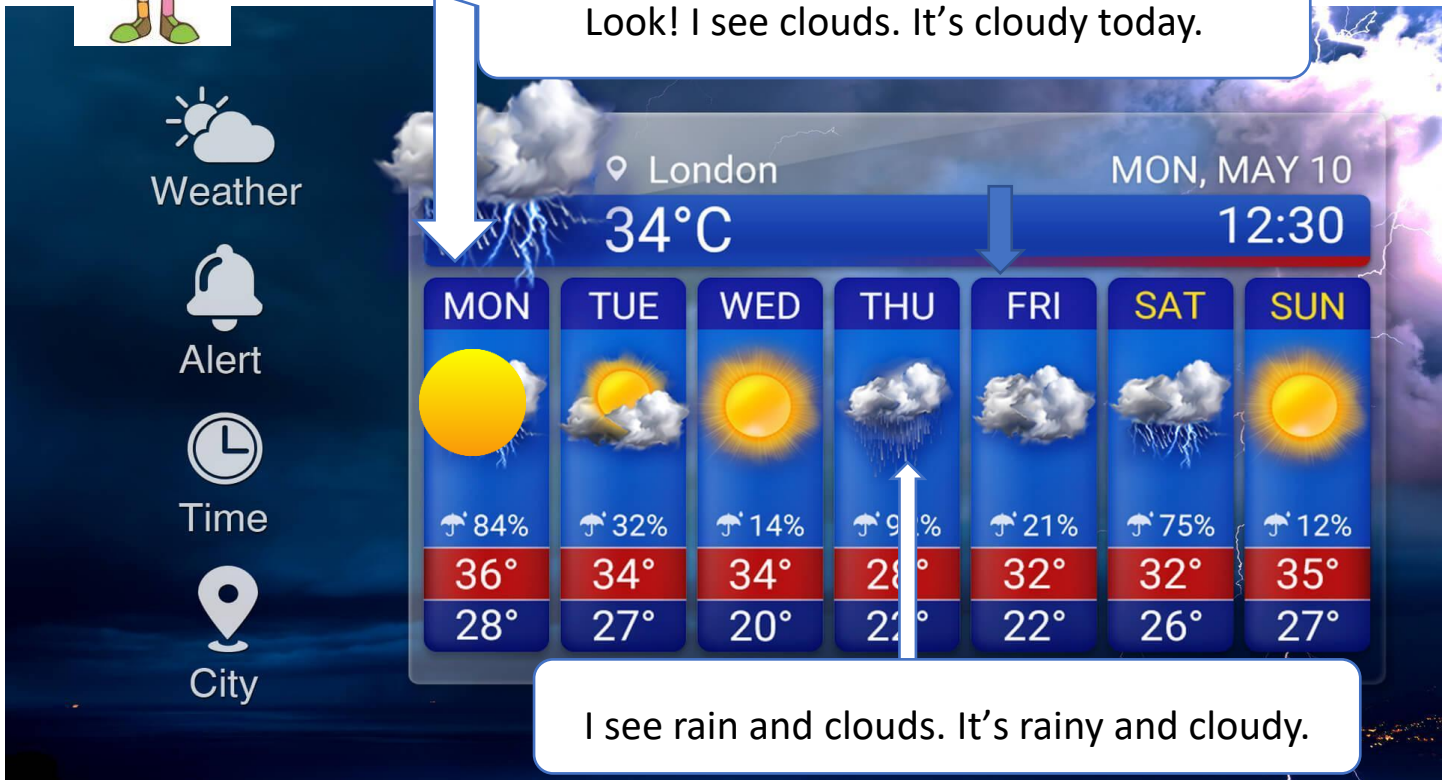 Look! I see clouds. It’s cloudy today.
Weather
London
MON, MAY 10
34°C
12:30
Alert
MON TUE WED THU FRI SAT SUN
Time
84% 32% 14% 21% 75% 12%
36° 34° 34° 32° 32° 35°
28° 27° 20° 22° 26° 27°
City
I see rain and clouds. It’s rainy and cloudy.